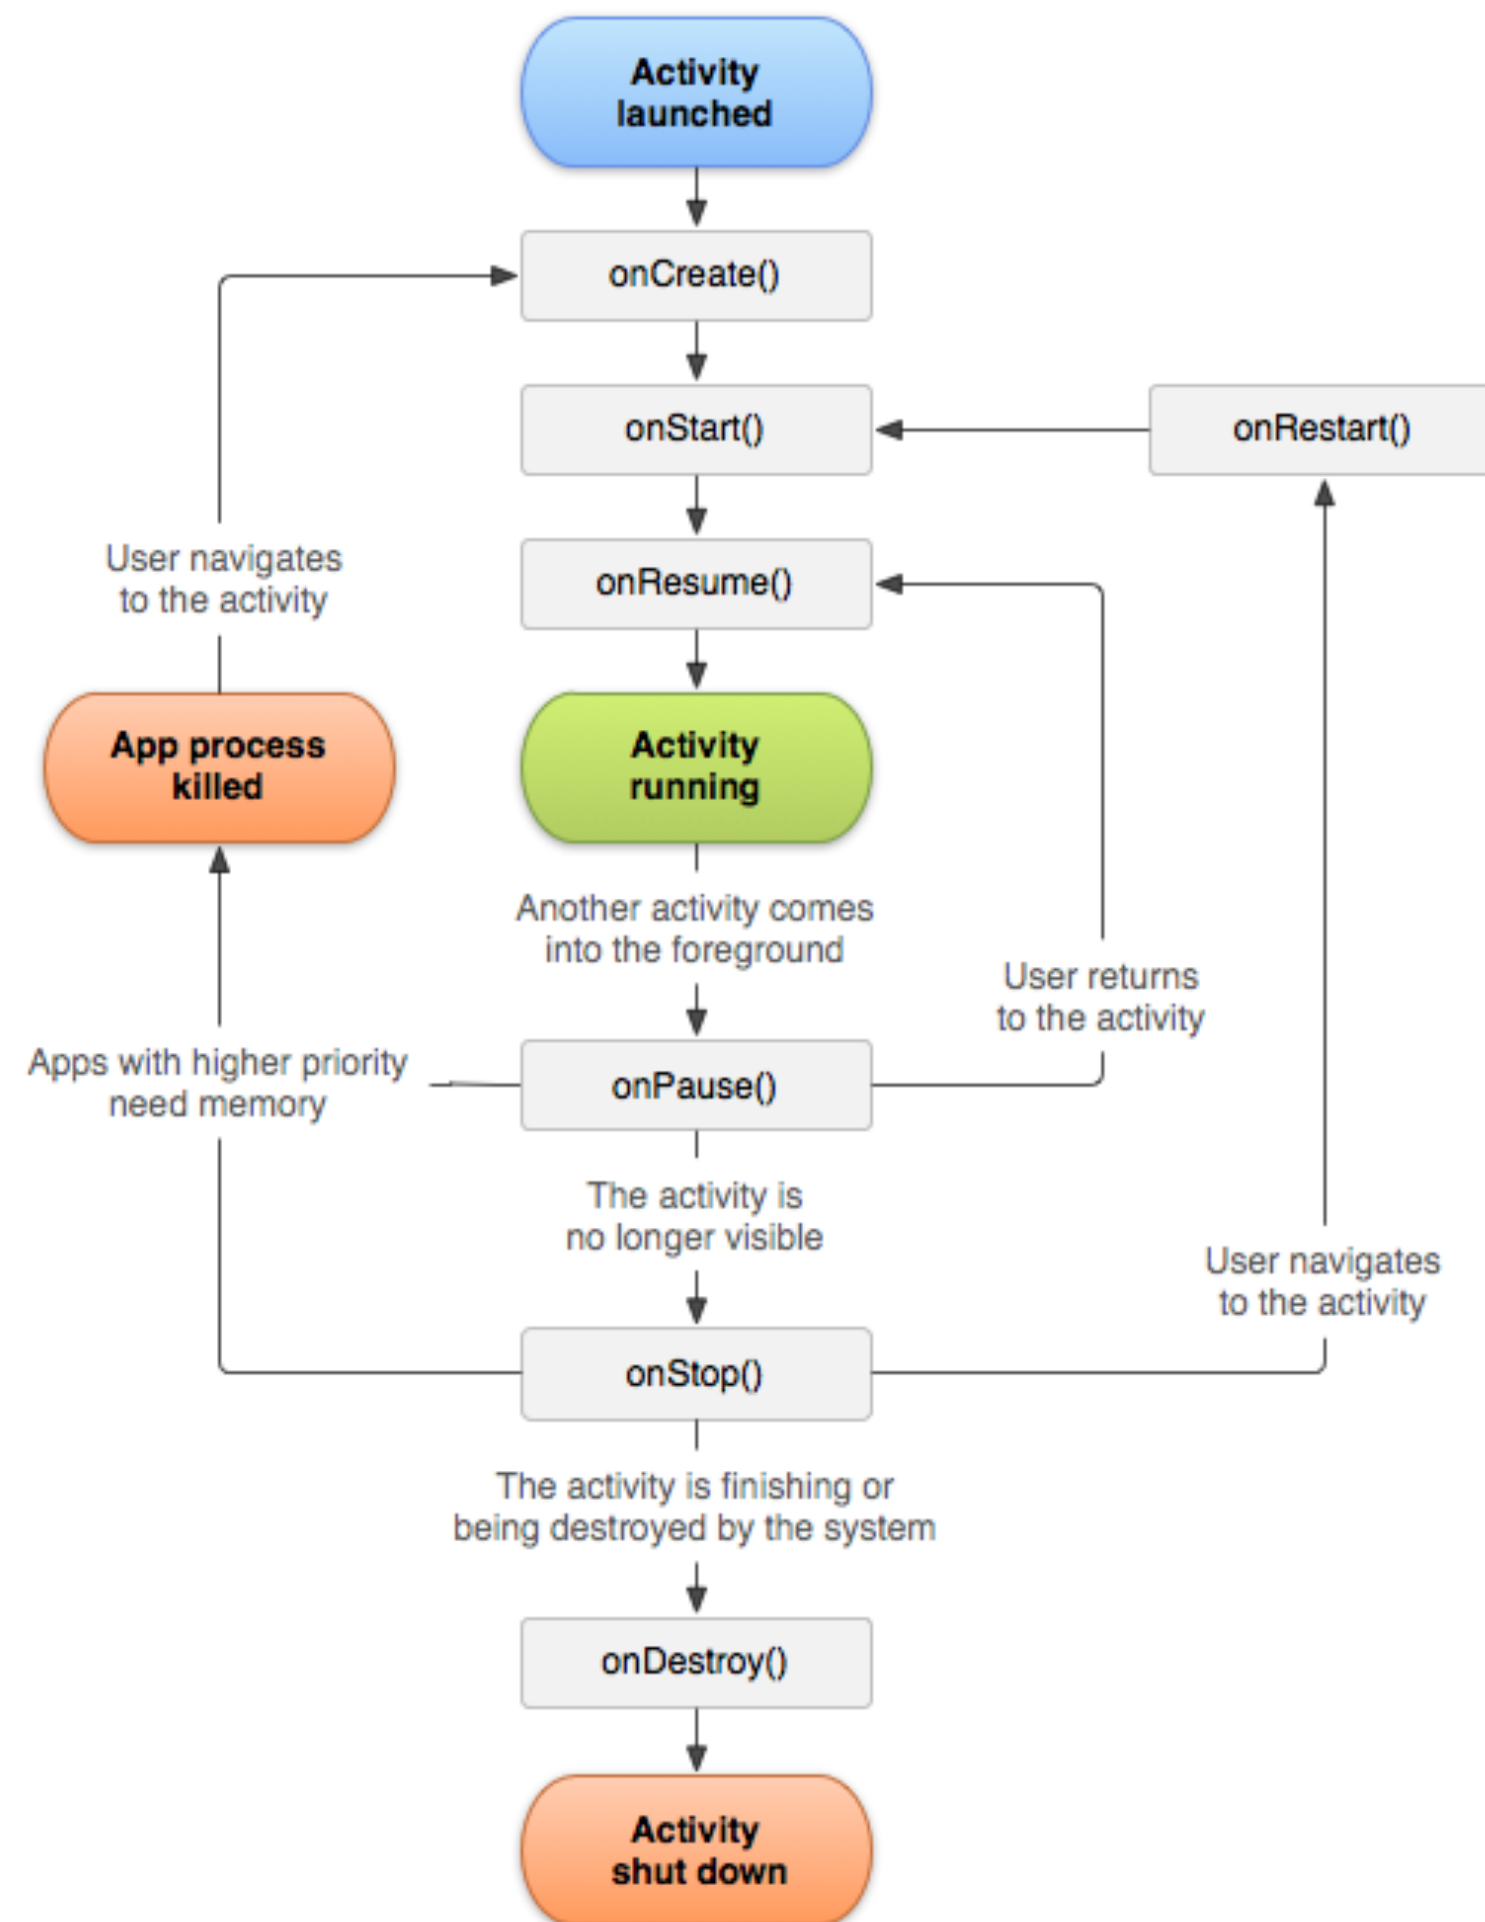 Activity
launched
onCreate()
onStart()
onRestart()
User navigates
to the activity
onResume()
App process
killed
Activity
running
Another activity comes
into the foreground
User returns
to the activity
Apps with higher priority
need memory
onPause()
The activity is
no longer visible
User navigates
to the activity
onStop()
The activity is finishing or
being destroyed by the system
onDestroy()
Activity
shut down